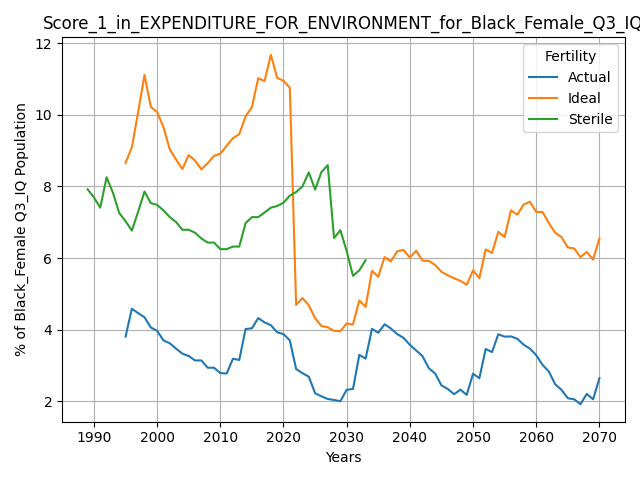 Score_1_in_EXPENDITURE_FOR_ENVIRONMENT_for_Black_Female_Q3_IQ
Fertility
Actual
Ideal
Sterile
% of Black_Female Q3_IQ Population
12
10
8
6
4
2
1990 2000 2010 2020 2030 2040 2050 2060 2070
Years